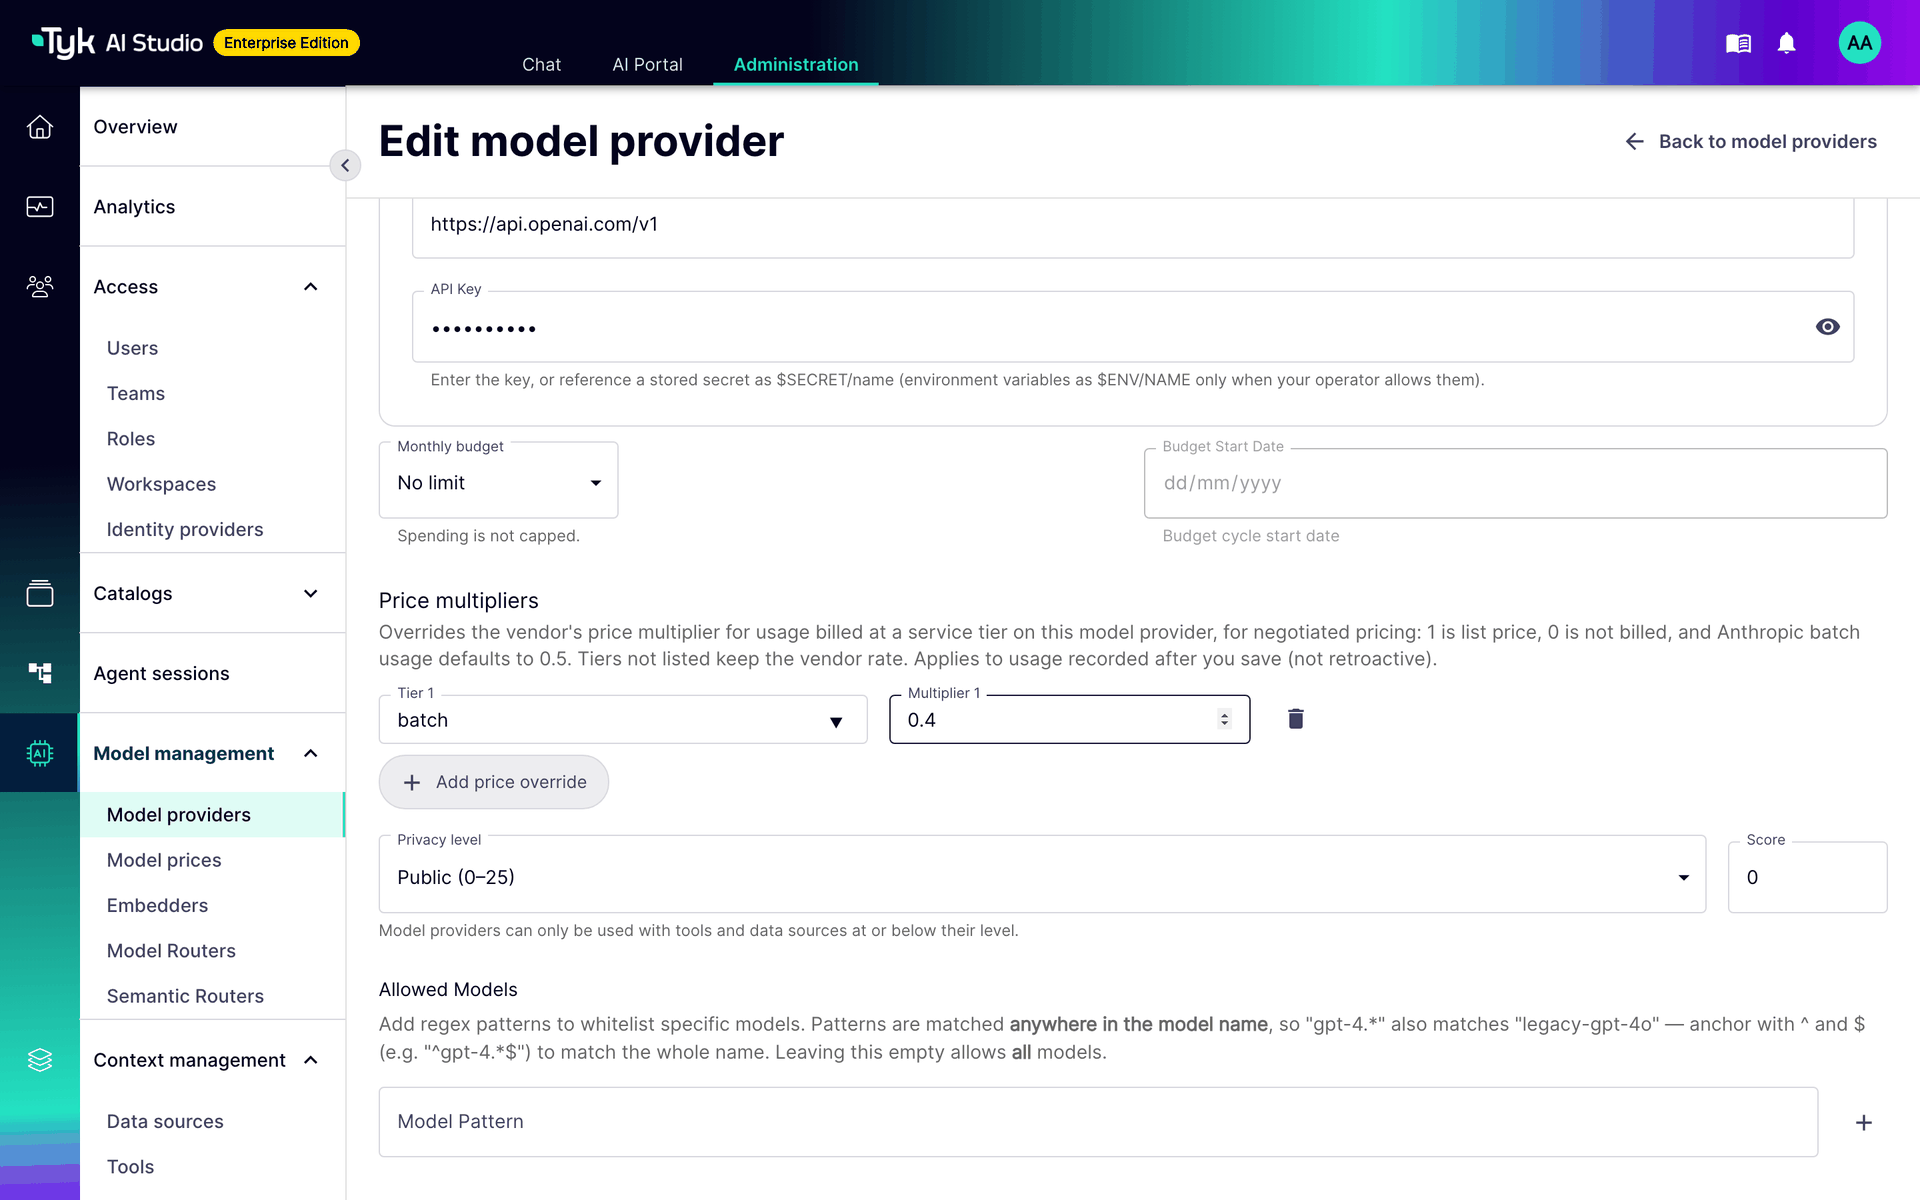 Tyk AI Studio Enterprise Edition
Chat AI Portal Administration
AA
Overview
Analytics
Access
Users
Teams
Roles
Workspaces
Identity providers
Catalogs
Agent sessions
AI
Model management
Model providers
Model prices
Embedders
Model Routers
Semantic Routers
Context management
Data sources
Tools
Edit model provider
Back to model providers
https://api.openai.com/v1
API Key
••••••••••
Enter the key, or reference a stored secret as $SECRET/name (environment variables as $ENV/NAME only when your operator allows them).
Monthly budget
No limit
Spending is not capped.
Budget Start Date
dd/mm/yyyy
Budget cycle start date
Price multipliers
Overrides the vendor's price multiplier for usage billed at a service tier on this model provider, for negotiated pricing: 1 is list price, 0 is not billed, and Anthropic batch
usage defaults to 0.5. Tiers not listed keep the vendor rate. Applies to usage recorded after you save (not retroactive).
Tier 1
batch
Multiplier 1
0.4
Add price override
Privacy level
Public (0–25)
Score
0
Model providers can only be used with tools and data sources at or below their level.
Allowed Models
Add regex patterns to whitelist specific models. Patterns are matched anywhere in the model name, so "gpt-4.*" also matches "legacy-gpt-4o" — anchor with ^ and $
(e.g. "^gpt-4.*$") to match the whole name. Leaving this empty allows all models.
Model Pattern